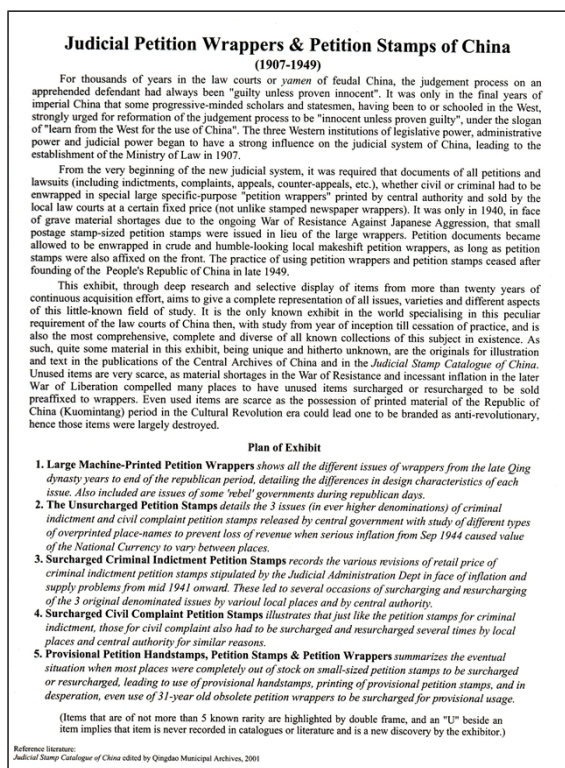 Judicial Petition Wrappers & Petition Stamps of China
(1907-1949)
For thousands of years in the law courts or yamen of feudal China, the judgement process on an
apprehended defendant had always been "guilty unless proven innocent". It was only in the final years of
imperial China that some progressive-minded scholars and statesmen, having been to or schooled in the West,
strongly urged for reformation of the judgement process to be "innocent unless proven guilty", under the slogan
of "learn from the West for the use of China". The three Western institutions of legislative power, administrative
power and judicial power began to have a strong influence on the judicial system of China, leading to the
establishment of the Ministry of Law in 1907.
From the very beginning of the new judicial system, it was required that documents of all petitions and
lawsuits (including indictments, complaints, appeals, counter-appeals, etc.), whether civil or criminal had to be
enwrapped in special large specific-purpose "petition wrappers" printed by central authority and sold by the
local law courts at a certain fixed price (not unlike stamped newspaper wrappers). It was only in 1940, in face
of grave material shortages due to the ongoing War of Resistance Against Japanese Aggression, that small
postage stamp-sized petition stamps were issued in lieu of the large wrappers. Petition documents became
allowed to be enwrapped in crude and humble-looking local makeshift petition wrappers, as long as petition
stamps were also affixed on the front. The practice of using petition wrappers and petition stamps ceased after
founding of the People's Republic of China in late 1949.
This exhibit, through deep research and selective display of items from more than twenty years of
continuous acquisition effort, aims to give a complete representation of all issues, varieties and different aspects
of this little-known field of study. It is the only known exhibit in the world specialising in this peculiar
requirement of the law courts of China then, with study from year of inception till cessation of practice, and is
also the most comprehensive, complete and diverse of all known collections of this subject in existence. As
such, quite some material in this exhibit, being unique and hitherto unknown, are the originals for illustration
and text in the publications of the Central Archives of China and in the Judicial Stamp Catalogue of China.
Unused items are very scarce, as material shortages in the War of Resistance and incessant inflation in the later
War of Liberation compelled many places to have unused items surcharged or resurcharged to be sold
preaffixed to wrappers. Even used items are scarce as the possession of printed material of the Republic of
China (Kuomintang) period in the Cultural Revolution era could lead one to be branded as anti-revolutionary,
hence those items were largely destroyed.
Plan of Exhibit
1. Large Machine-Printed Petition Wrappers shows all the different issues of wrappers from the late Qing
dynasty years to end of the republican period, detailing the differences in design characteristics of each
issue. Also included are issues of some 'rebel' governments during republican days.
2. The Unsurcharged Petition Stamps details the 3 issues (in ever higher denominations) of criminal
indictment and civil complaint petition stamps released by central government with study of different types
of overprinted place-names to prevent loss of revenue when serious inflation from Sep 1944 caused value
of the National Currency to vary between places.
3. Surcharged Criminal Indictment Petition Stamps records the various revisions of retail price of
criminal indictment petition stamps stipulated by the Judicial Administration Dept in face of inflation and
supply problems from mid 1941 onward. These led to several occasions of surcharging and resurcharging
of the 3 original denominated issues by varioul local places and by central authority.
4. Surcharged Civil Complaint Petition Stamps illustrates that just like the petition stamps for criminal
indictment, those for civil complaint also had to be surcharged and resurcharged several times by local
places and central authority for similar reasons.
5. Provisional Petition Handstamps, Petition Stamps & Petition Wrappers summarizes the eventual
situation when most places were completely out of stock on small-sized petition stamps to be surcharged
or resurcharged, leading to use of provisional handstamps, printing of provisional petition stamps, and in
desperation, even use of 31-year old obsolete petition wrappers to be surcharged for provisional usage.
(Items that are of not more than 5 known rarity are highlighted by double frame, and an "U" beside an
item implies that item is never recorded in catalogues or literature and is a new discovery by the exhibitor.)
Reference literature:
Judicial Stamp Catalogue of China edited by Qingdao Municipal Archives, 2001